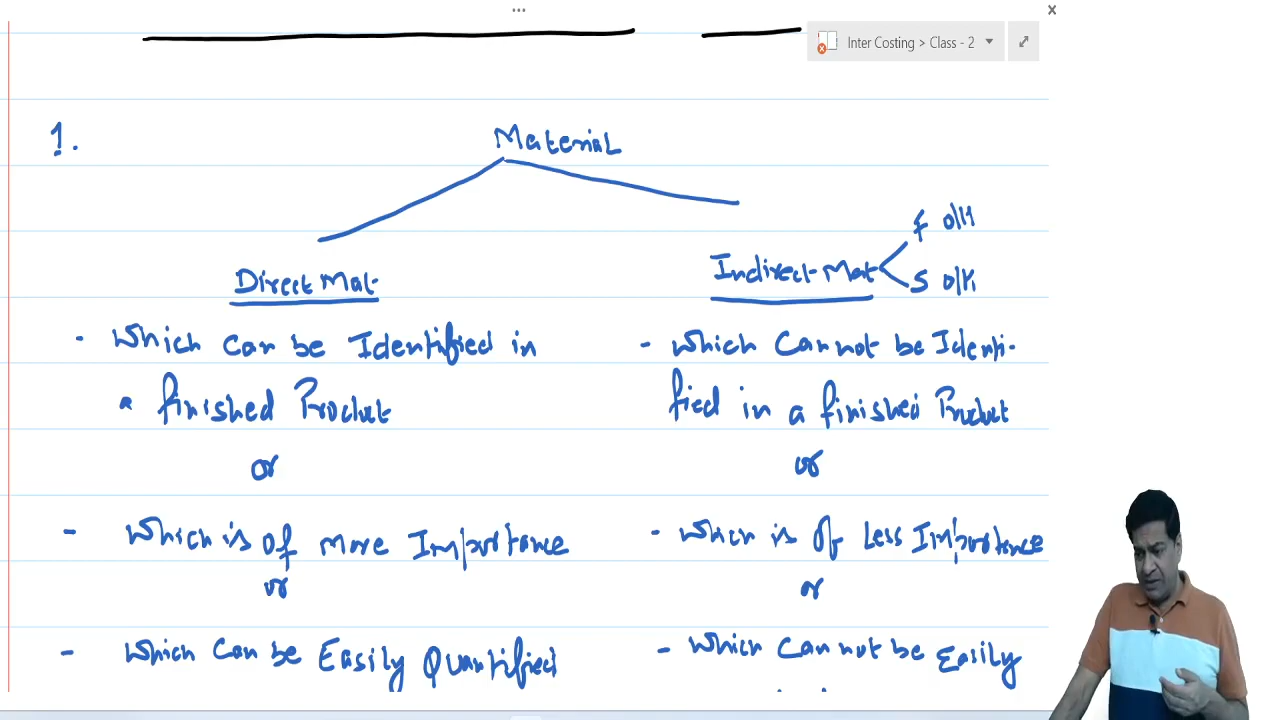 ...
Inter Costing > Class - 2
1.
Material
F O/H
Direct Mat.
Indirect Mat
S O/H
- Which can be Identified in
a finished Product
or
- which Cannot be Identi-
fied in a finished Product
or
- Which is of More Importance
or
- which is of Less Importance
or
- which can be Easily Quantified
- which Cannot be Easily